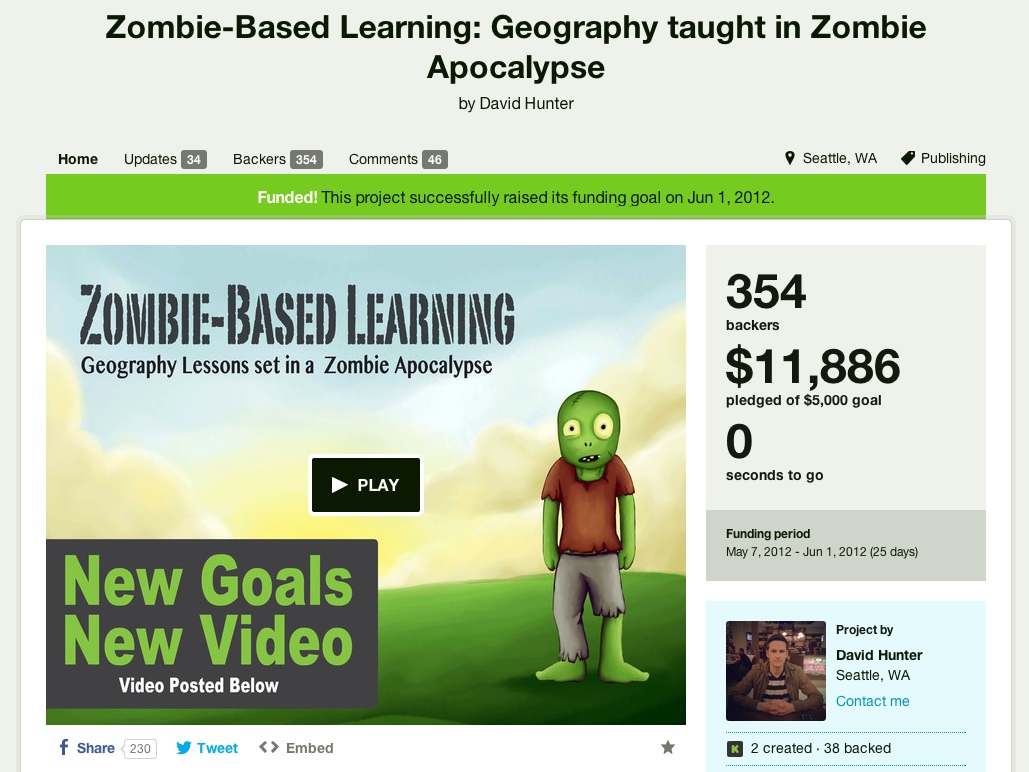 Zombie-Based Learning: Geography taught in Zombie
Apocalypse
by David Hunter
Home Updates 34 Backers 354 Comments 46 Seattle, WA Publishing
Funded! This project successfully raised its funding goal on Jun 1, 2012.
ZOMBIE-BASED LEARNING
Geography Lessons set in a Zombie Apocalypse
PLAY
New Goals
New Video
Video Posted Below
Share 230 Tweet Embed
354
backers
$11,886
pledged of $5,000 goal
0
seconds to go
Funding period
May 7, 2012 - Jun 1, 2012 (25 days)
Project by
David Hunter
Seattle, WA
Contact me
K 2 created · 38 backed